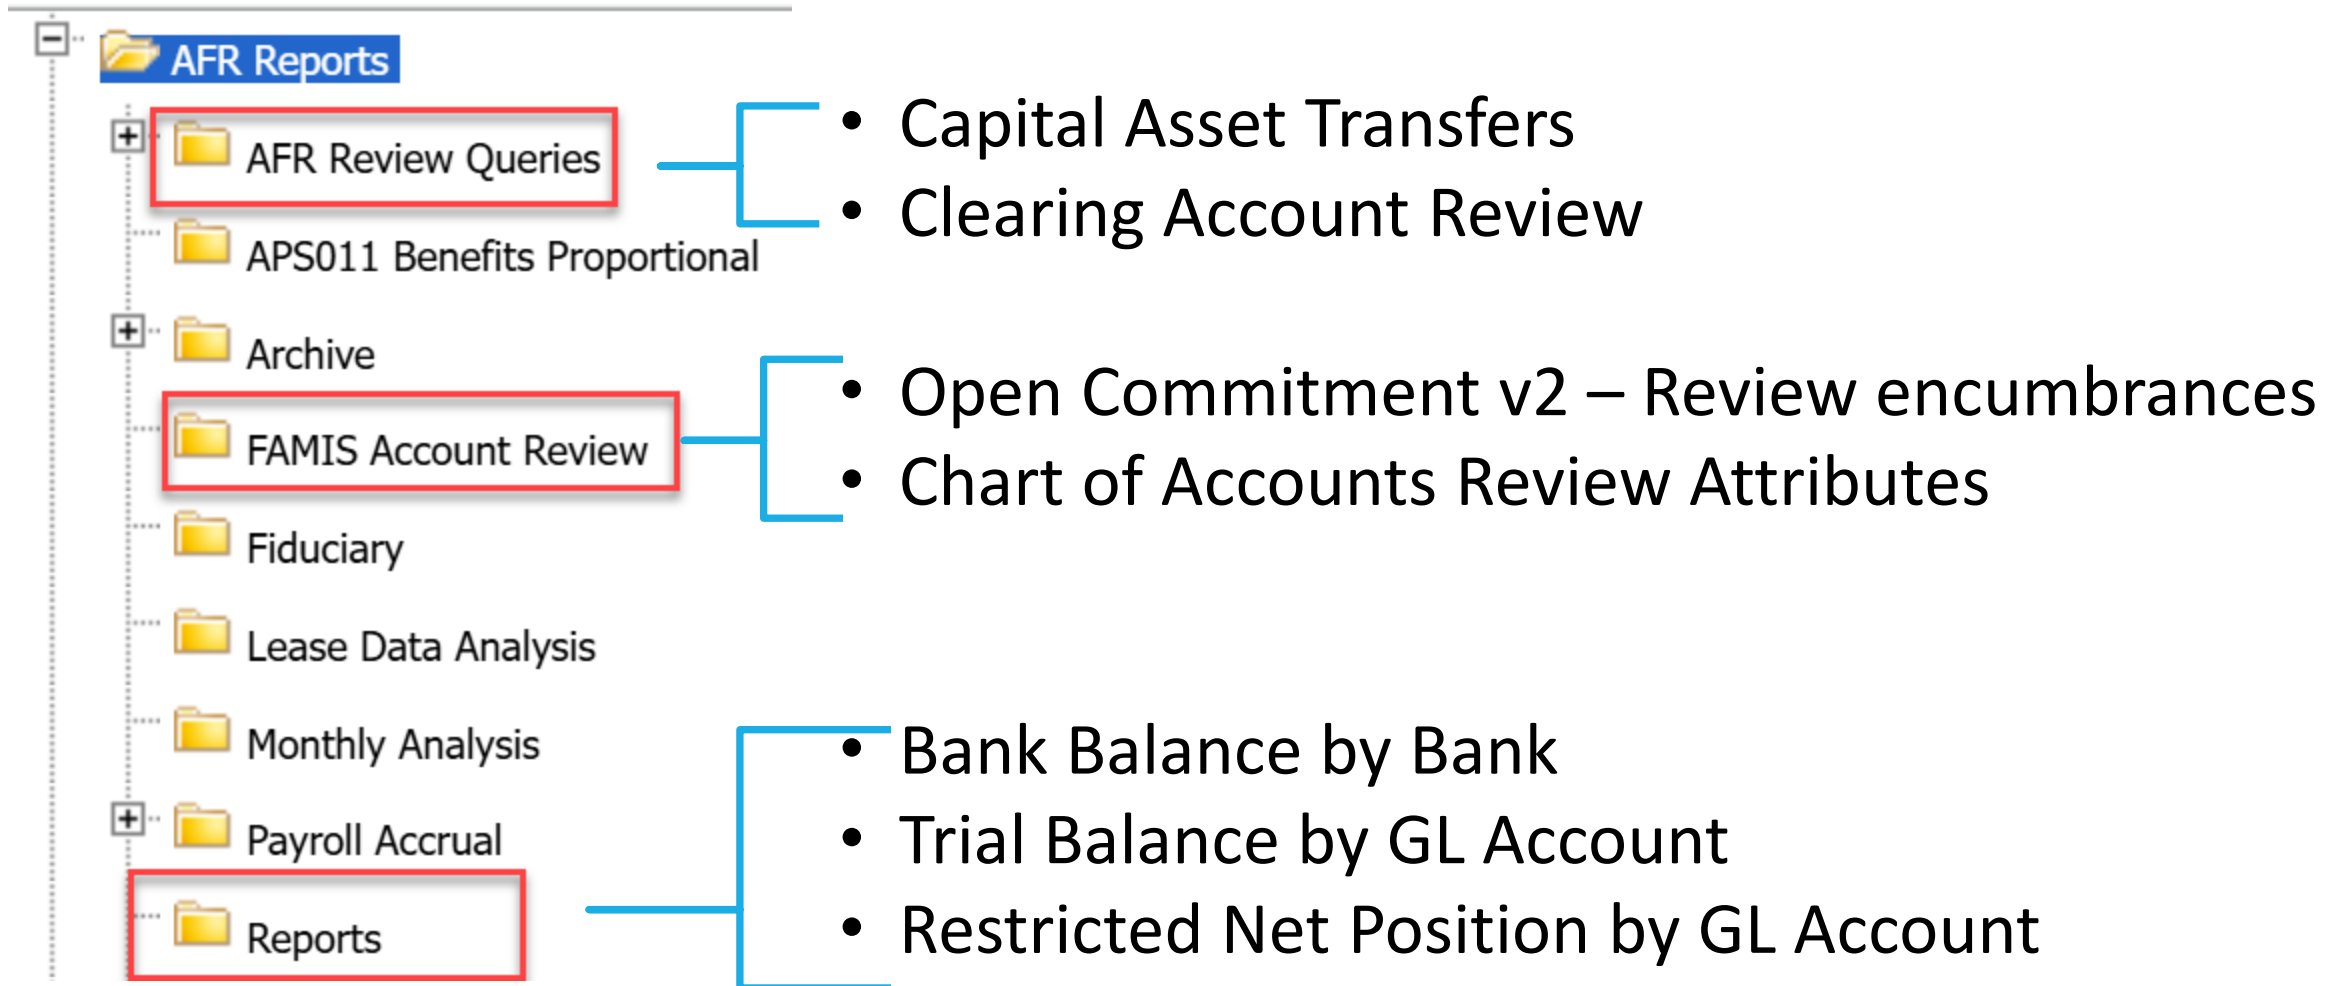 AFR Reports
AFR Review Queries
APS011 Benefits Proportional
Archive
FAMIS Account Review
Fiduciary
Lease Data Analysis
Monthly Analysis
Payroll Accrual
Reports
• Capital Asset Transfers
• Clearing Account Review
• Open Commitment v2 – Review encumbrances
• Chart of Accounts Review Attributes
• Bank Balance by Bank
• Trial Balance by GL Account
• Restricted Net Position by GL Account